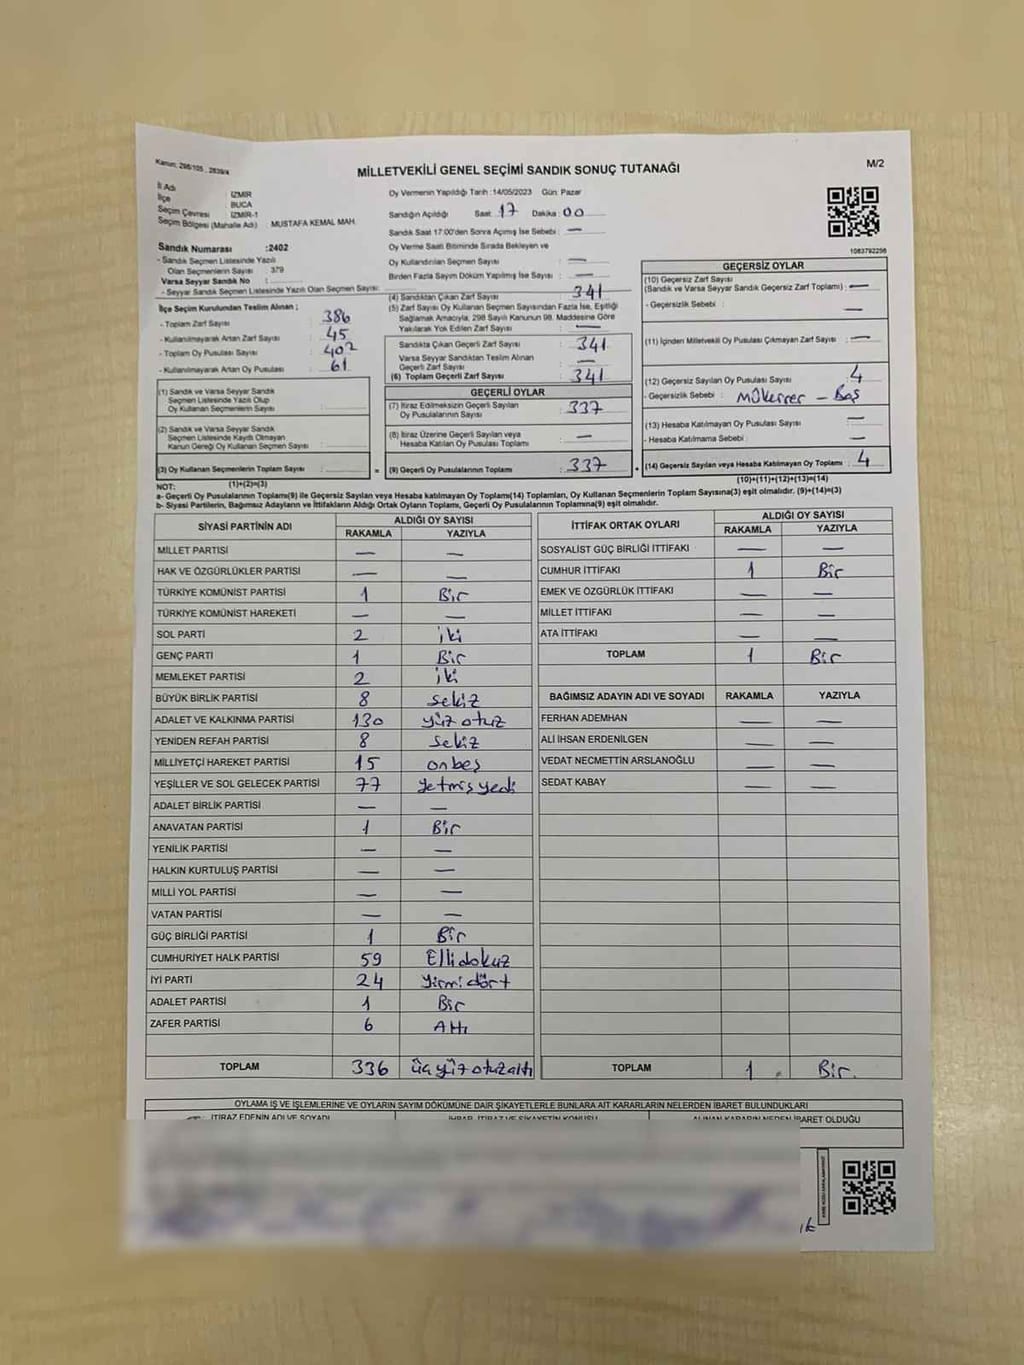 Kanun: 298/105 , 2839/4
MİLLETVEKİLİ GENEL SEÇİMİ SANDIK SONUÇ TUTANAĞI
M/2
İl Adı : İZMİR
İlçe : BUCA
Seçim Çevresi : İZMİR-1
Seçim Bölgesi (Mahalle Adı) MUSTAFA KEMAL MAH.
Sandık Numarası :2402
- Sandık Seçmen Listesinde Yazılı
Olan Seçmenlerin Sayısı 379
Varsa Seyyar Sandık No :
- Seyyar Sandık Seçmen Listesinde Yazılı Olan Seçmen Sayısı:
İlçe Seçim Kurulundan Teslim Alınan ;
- Toplam Zarf Sayısı 386
- Kullanılmayarak Artan Zarf Sayısı 45
- Toplam Oy Pusulası Sayısı 402
- Kullanılmayarak Artan Oy Pusulası : 61
(1) Sandık ve Varsa Seyyar Sandık
Seçmen Listesinde Yazılı Olup
Oy Kullanan Seçmenlerin Sayısı :
(2) Sandık ve Varsa Seyyar Sandık
Seçmen Listesinde Kaydı Olmayan
Kanun Gereği Oy Kullanan Seçmen Sayısı :
(3) Oy Kullanan Seçmenlerin Toplam Sayısı :
Oy Vermenin Yapıldığı Tarih :14/05/2023 Gün: Pazar
Sandığın Açıldığı Saat : 17 Dakika : 00
Sandık Saat 17:00'den Sonra Açılmış İse Sebebi : —
Oy Verme Saati Bitiminde Sırada Bekleyen ve
Oy Kullandırılan Seçmen Sayısı : —
Birden Fazla Sayım Döküm Yapılmış İse Sayısı : —
(4) Sandıktan Çıkan Zarf Sayısı : 341
(5) Zarf Sayısı Oy Kullanan Seçmen Sayısından Fazla İse, Eşitliği
Sağlamak Amacıyla, 298 Sayılı Kanunun 98. Maddesine Göre
Yakılarak Yok Edilen Zarf Sayısı : —
Sandıkta Çıkan Geçerli Zarf Sayısı : 341
Varsa Seyyar Sandıktan Teslim Alınan
Geçerli Zarf Sayısı : —
(6) Toplam Geçerli Zarf Sayısı : 341
GEÇERLİ OYLAR
(7) İtiraz Edilmeksizin Geçerli Sayılan
Oy Pusulalarının Sayısı : 337
(8) İtiraz Üzerine Geçerli Sayılan veya
Hesaba Katılan Oy Pusulası Toplamı : —
= (9) Geçerli Oy Pusulalarının Toplamı : 337
1083792256
GEÇERSİZ OYLAR
(10) Geçersiz Zarf Sayısı
(Sandık ve Varsa Seyyar Sandık Geçersiz Zarf Toplamı) : —
- Geçersizlik Sebebi : —
(11) İçinden Milletvekili Oy Pusulası Çıkmayan Zarf Sayısı : —
(12) Geçersiz Sayılan Oy Pusulası Sayısı : 4
- Geçersizlik Sebebi : Mükerrer – Boş
(13) Hesaba Katılmayan Oy Pusulası Sayısı : —
- Hesaba Katılmama Sebebi : —
+ (14) Geçersiz Sayılan veya Hesaba Katılmayan Oy Toplamı : 4
NOT: (1)+(2)=(3) (10)+(11)+(12)+(13)=(14)
a- Geçerli Oy Pusulalarının Toplamı(9) ile Geçersiz Sayılan veya Hesaba katılmayan Oy Toplamı(14) Toplamları, Oy Kullanan Seçmenlerin Toplam Sayısına(3) eşit olmalıdır. (9)+(14)=(3)
b- Siyasi Partilerin, Bağımsız Adayların ve İttifakların Aldığı Ortak Oyların Toplamı, Geçerli Oy Pusulalarının Toplamına(9) eşit olmalıdır.
SİYASİ PARTİNİN ADI ALDIĞI OY SAYISI
RAKAMLA YAZIYLA
MİLLET PARTİSİ — —
HAK VE ÖZGÜRLÜKLER PARTİSİ — —
TÜRKİYE KOMÜNİST PARTİSİ 1 Bir
TÜRKİYE KOMÜNİST HAREKETİ — —
SOL PARTİ 2 iki
GENÇ PARTİ 1 Bir
MEMLEKET PARTİSİ 2 iki
BÜYÜK BİRLİK PARTİSİ 8 sekiz
ADALET VE KALKINMA PARTİSİ 130 yüz otuz
YENİDEN REFAH PARTİSİ 8 sekiz
MİLLİYETÇİ HAREKET PARTİSİ 15 onbeş
YEŞİLLER VE SOL GELECEK PARTİSİ 77 yetmiş yedi
ADALET BİRLİK PARTİSİ — —
ANAVATAN PARTİSİ 1 Bir
YENİLİK PARTİSİ — —
HALKIN KURTULUŞ PARTİSİ — —
MİLLİ YOL PARTİSİ — —
VATAN PARTİSİ — —
GÜÇ BİRLİĞİ PARTİSİ 1 Bir
CUMHURİYET HALK PARTİSİ 59 Elli dokuz
İYİ PARTİ 24 yirmi dört
ADALET PARTİSİ 1 Bir
ZAFER PARTİSİ 6 Altı
TOPLAM 336 üçyüz otuz altı
İTTİFAK ORTAK OYLARI ALDIĞI OY SAYISI
RAKAMLA YAZIYLA
SOSYALİST GÜÇ BİRLİĞİ İTTİFAKI — —
CUMHUR İTTİFAKI 1 Bir
EMEK VE ÖZGÜRLÜK İTTİFAKI — —
MİLLET İTTİFAKI — —
ATA İTTİFAKI — —
TOPLAM 1 Bir
BAĞIMSIZ ADAYIN ADI VE SOYADI RAKAMLA YAZIYLA
FERHAN ADEMHAN — —
ALİ İHSAN ERDENİLGEN — —
VEDAT NECMETTİN ARSLANOĞLU — —
SEDAT KABAY — —
TOPLAM 1 Bir
OYLAMA İŞ VE İŞLEMLERİNE VE OYLARIN SAYIM DÖKÜMÜNE DAİR ŞİKAYETLERLE BUNLARA AİT KARARLARIN NELERDEN İBARET BULUNDUKLARI
İTİRAZ EDENİN ADI VE SOYADI İHBAR, İTİRAZ VE ŞİKAYETİN KONUSU ALINAN KARARIN NEDEN İBARET OLDUĞU